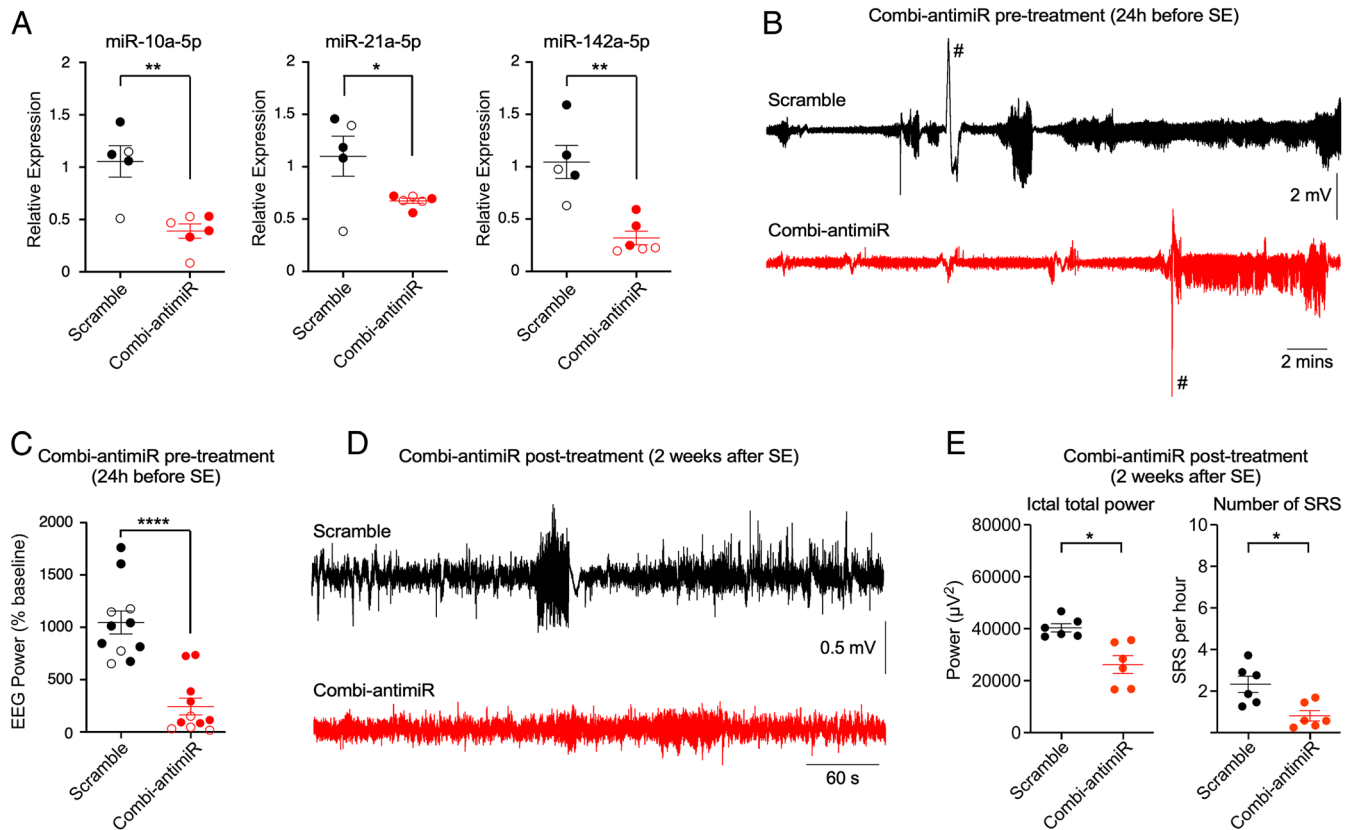 A
miR-10a-5p
miR-21a-5p
miR-142a-5p
Relative Expression
2
1.5
1
0.5
0
**
Scramble
Combi-antimiR
Relative Expression
2
1.5
1
0.5
0
*
Scramble
Combi-antimiR
Relative Expression
2
1.5
1
0.5
0
**
Scramble
Combi-antimiR
B
Combi-antimiR pre-treatment (24h before SE)
#
Scramble
2 mV
Combi-antimiR
2 mins
#
C
Combi-antimiR pre-treatment
(24h before SE)
EEG Power (% baseline)
2000
1500
1000
500
0
****
Scramble
Combi-antimiR
D
Combi-antimiR post-treatment (2 weeks after SE)
Scramble
0.5 mV
Combi-antimiR
60 s
E
Combi-antimiR post-treatment
(2 weeks after SE)
Ictal total power
Power (µV²)
80000
60000
40000
20000
0
*
Scramble
Combi-antimiR
Number of SRS
SRS per hour
10
8
6
4
2
*
Scramble
Combi-antimiR